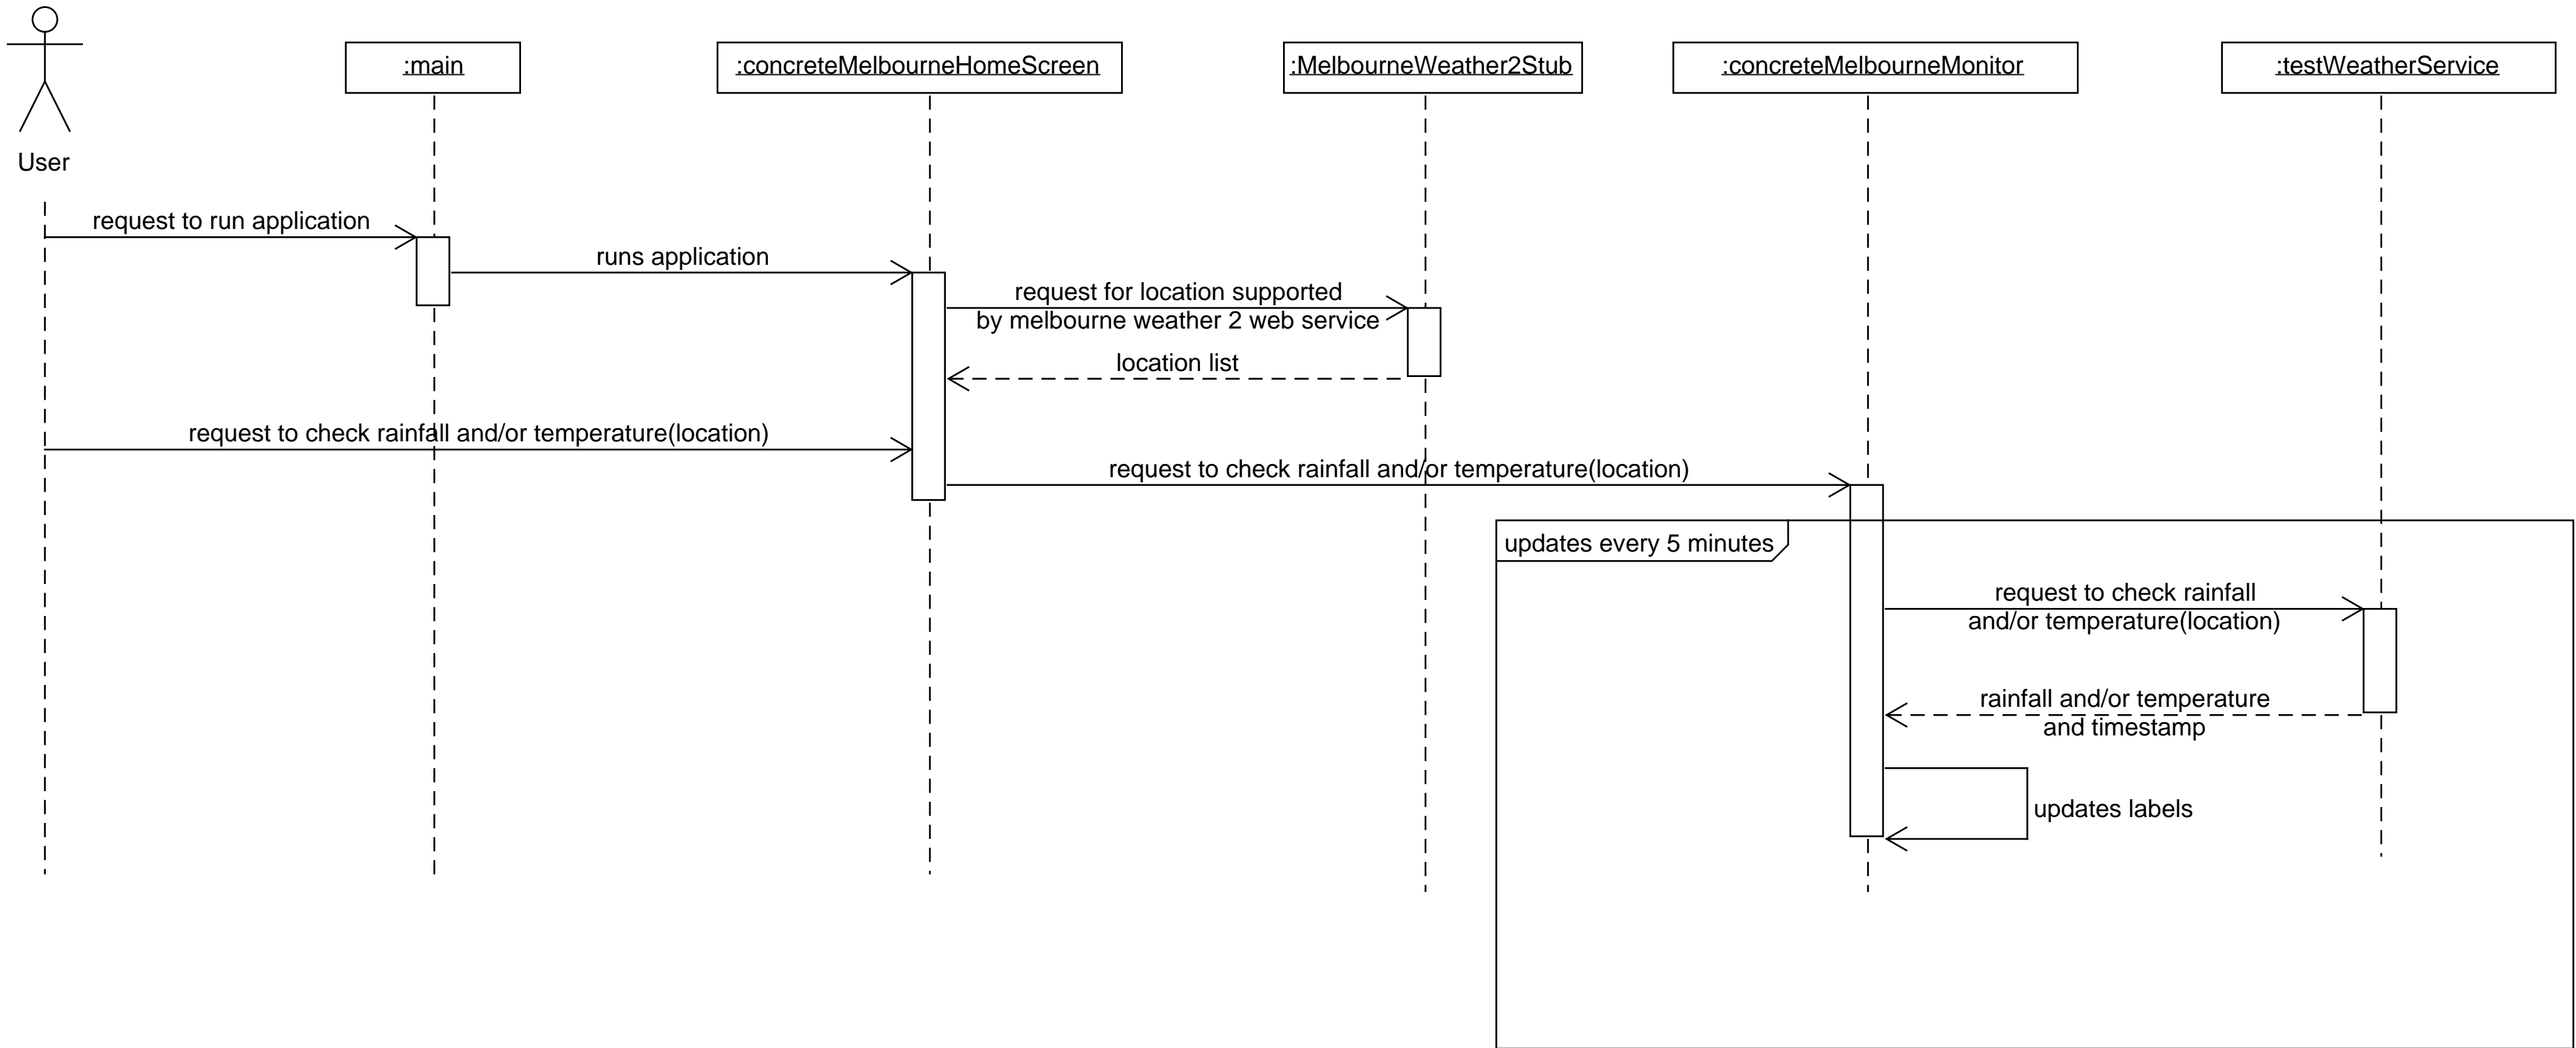 :main
:concreteMelbourneHomeScreen
:MelbourneWeather2Stub
:concreteMelbourneMonitor
:testWeatherService
User
request to run application
runs application
request for location supported
by melbourne weather 2 web service
location list
request to check rainfall and/or temperature(location)
request to check rainfall and/or temperature(location)
updates every 5 minutes
request to check rainfall
and/or temperature(location)
rainfall and/or temperature
and timestamp
updates labels